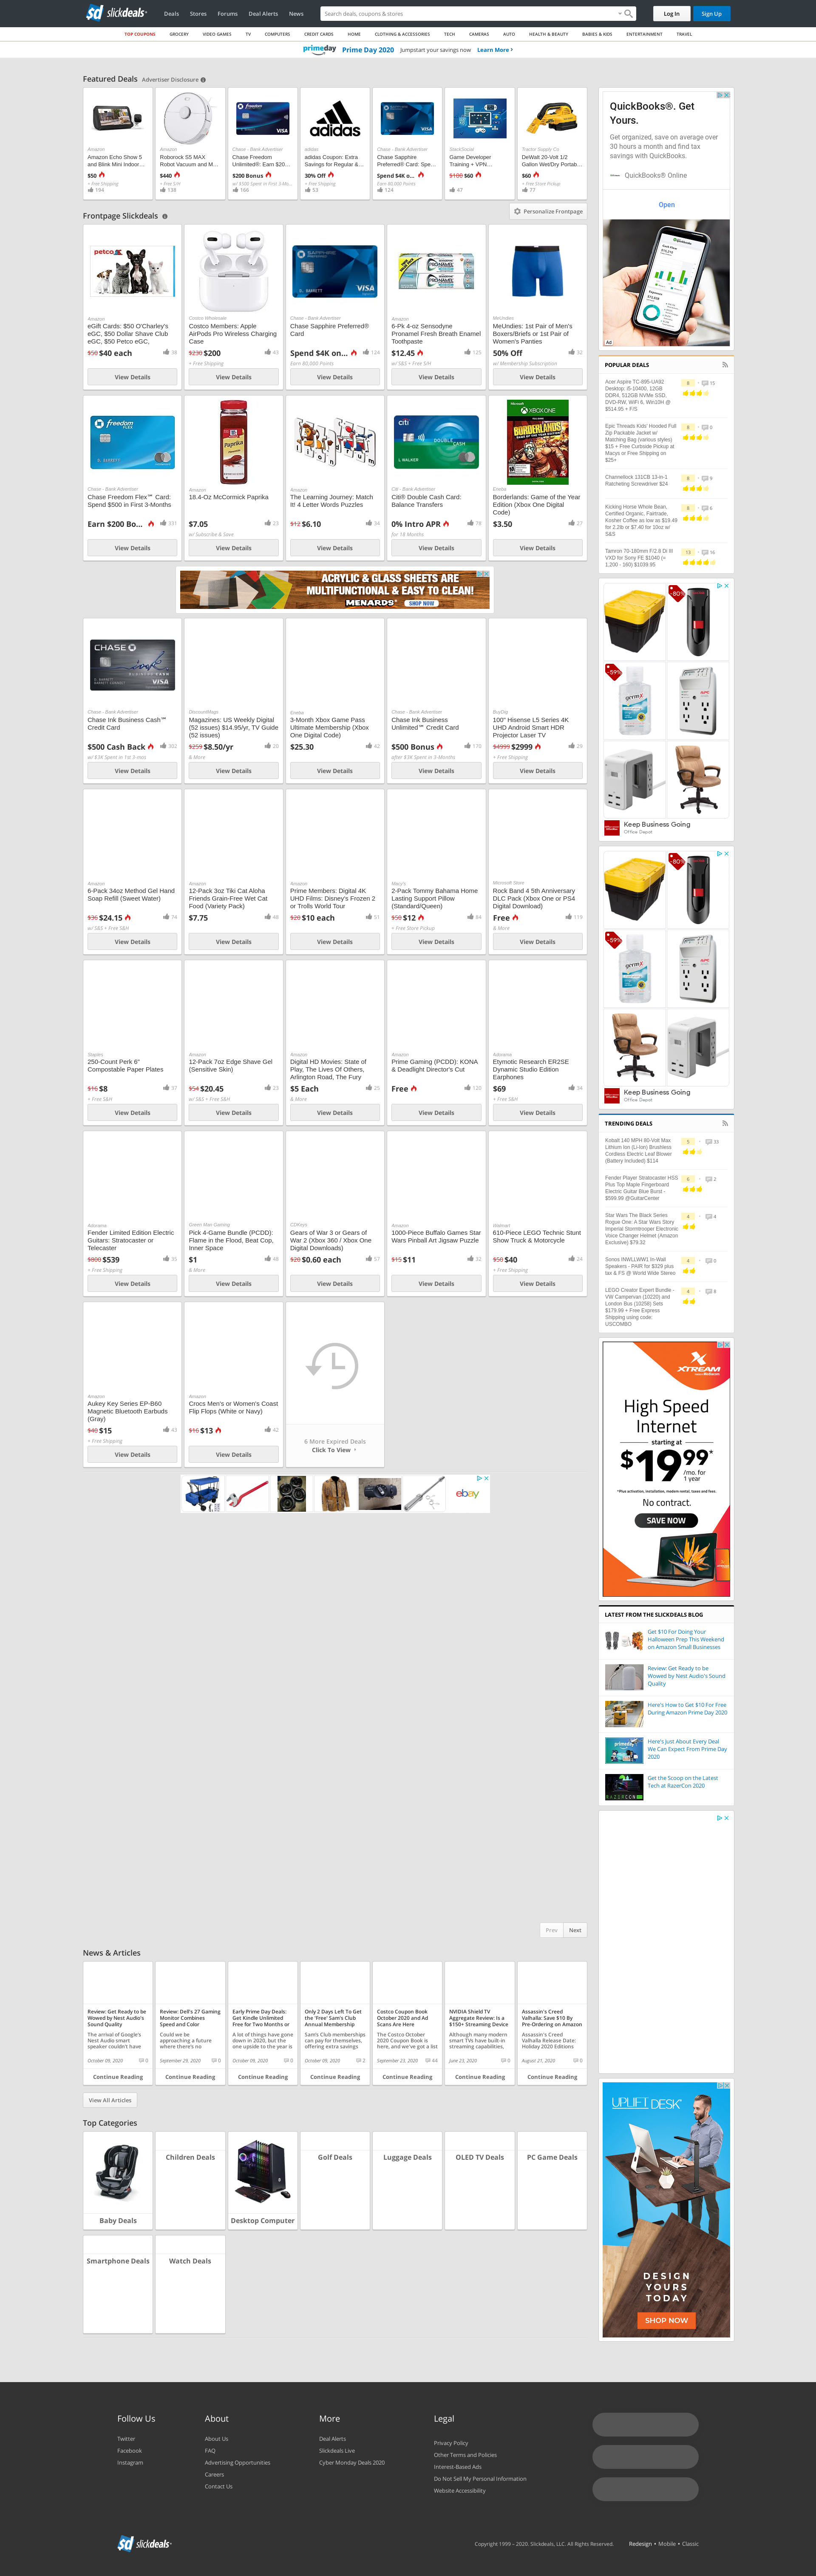 slickdeals
Deals
Stores
Forums
Deal Alerts
News
Search deals, coupons & stores
Log In
Sign Up
TOP COUPONS
GROCERY
VIDEO GAMES
TV
COMPUTERS
CREDIT CARDS
HOME
CLOTHING & ACCESSORIES
TECH
CAMERAS
AUTO
HEALTH & BEAUTY
BABIES & KIDS
ENTERTAINMENT
TRAVEL
primeday
Prime Day 2020
Jumpstart your savings now
Learn More
Featured Deals
Advertiser Disclosure
Amazon
Amazon Echo Show 5
and Blink Mini Indoor...
$50
+ Free Shipping
194
Amazon
Roborock S5 MAX
Robot Vacuum and M...
$440
+ Free S/H
138
Chase - Bank Advertiser
Chase Freedom
Unlimited®: Earn $20...
$200 Bonus
w/ $500 Spent in First 3-Mo...
166
adidas
adidas Coupon: Extra
Savings for Regular &...
30% Off
+ Free Shipping
53
Chase - Bank Advertiser
Chase Sapphire
Preferred® Card: Spe...
Spend $4K o...
Earn 80,000 Points
124
StackSocial
Game Developer
Training + VPN...
$100 $60
47
Tractor Supply Co
DeWalt 20-Volt 1/2
Gallon Wet/Dry Portab...
$60
+ Free Store Pickup
77
Frontpage Slickdeals
Personalize Frontpage
petco
Amazon
eGift Cards: $50 O'Charley's
eGC, $50 Dollar Shave Club
eGC, $50 Petco eGC,
$50 $40 each
38
View Details
Costco Wholesale
Costco Members: Apple
AirPods Pro Wireless Charging
Case
$230 $200
43
+ Free Shipping
View Details
Chase - Bank Advertiser
Chase Sapphire Preferred®
Card
Spend $4K on...
124
Earn 80,000 Points
View Details
Amazon
6-Pk 4-oz Sensodyne
Pronamel Fresh Breath Enamel
Toothpaste
$12.45
125
w/ S&S + Free S/H
View Details
MeUndies
MeUndies: 1st Pair of Men's
Boxers/Briefs or 1st Pair of
Women's Panties
50% Off
32
w/ Membership Subscription
View Details
Chase - Bank Advertiser
Chase Freedom Flex℠ Card:
Spend $500 in First 3-Months
Earn $200 Bo...
331
View Details
Amazon
18.4-Oz McCormick Paprika
$7.05
23
w/ Subscribe & Save
View Details
Amazon
The Learning Journey: Match
It! 4 Letter Words Puzzles
$12 $6.10
34
View Details
Citi - Bank Advertiser
Citi® Double Cash Card:
Balance Transfers
0% Intro APR
78
for 18 Months
View Details
Eneba
Borderlands: Game of the Year
Edition (Xbox One Digital
Code)
$3.50
27
View Details
ACRYLIC & GLASS SHEETS ARE
MULTIFUNCTIONAL & EASY TO CLEAN!
MENARDS
SHOP NOW
Chase - Bank Advertiser
Chase Ink Business Cash℠
Credit Card
$500 Cash Back
302
w/ $3K Spent in 1st 3-mos
View Details
DiscountMags
Magazines: US Weekly Digital
(52 issues) $14.95/yr, TV Guide
(52 issues)
$259 $8.50/yr
20
& More
View Details
Eneba
3-Month Xbox Game Pass
Ultimate Membership (Xbox
One Digital Code)
$25.30
42
View Details
Chase - Bank Advertiser
Chase Ink Business
Unlimited℠ Credit Card
$500 Bonus
170
after $3K Spent in 3-Months
View Details
BuyDig
100" Hisense L5 Series 4K
UHD Android Smart HDR
Projector Laser TV
$4999 $2999
29
+ Free Shipping
View Details
Amazon
6-Pack 34oz Method Gel Hand
Soap Refill (Sweet Water)
$36 $24.15
74
w/ S&S + Free S&H
View Details
Amazon
12-Pack 3oz Tiki Cat Aloha
Friends Grain-Free Wet Cat
Food (Variety Pack)
$7.75
49
View Details
Amazon
Prime Members: Digital 4K
UHD Films: Disney's Frozen 2
or Trolls World Tour
$20 $10 each
51
View Details
Macy's
2-Pack Tommy Bahama Home
Lasting Support Pillow
(Standard/Queen)
$50 $12
84
+ Free Store Pickup
View Details
Microsoft Store
Rock Band 4 5th Anniversary
DLC Pack (Xbox One or PS4
Digital Download)
Free
119
& More
View Details
Staples
250-Count Perk 6"
Compostable Paper Plates
$16 $8
37
+ Free S&H
View Details
Amazon
12-Pack 7oz Edge Shave Gel
(Sensitive Skin)
$54 $20.45
23
w/ S&S + Free S&H
View Details
Amazon
Digital HD Movies: State of
Play, The Lives Of Others,
Arlington Road, The Fury
$5 Each
25
& More
View Details
Amazon
Prime Gaming (PCDD): KONA
& Deadlight Director's Cut
Free
120
View Details
Adorama
Etymotic Research ER2SE
Dynamic Studio Edition
Earphones
$69
34
+ Free S&H
View Details
Adorama
Fender Limited Edition Electric
Guitars: Stratocaster or
Telecaster
$800 $539
35
+ Free Shipping
View Details
Green Man Gaming
Pick 4-Game Bundle (PCDD):
Flame in the Flood, Beat Cop,
Inner Space
$1
48
& More
View Details
CDKeys
Gears of War 3 or Gears of
War 2 (Xbox 360 / Xbox One
Digital Downloads)
$20 $0.60 each
57
View Details
Amazon
1000-Piece Buffalo Games Star
Wars Pinball Art Jigsaw Puzzle
$15 $11
32
View Details
Walmart
610-Piece LEGO Technic Stunt
Show Truck & Motorcycle
$50 $40
24
+ Free Shipping
View Details
Amazon
Aukey Key Series EP-B60
Magnetic Bluetooth Earbuds
(Gray)
$40 $15
43
+ Free Shipping
View Details
Amazon
Crocs Men's or Women's Coast
Flip Flops (White or Navy)
$16 $13
42
View Details
6 More Expired Deals
Click To View
ebay
Prev
Next
News & Articles
Review: Get Ready to be
Wowed by Nest Audio's
Sound Quality
The arrival of Google's
Nest Audio smart
speaker couldn't have
October 09, 2020
0
Continue Reading
Review: Dell's 27 Gaming
Monitor Combines
Speed and Color
Could we be
approaching a future
where there's no
September 29, 2020
0
Continue Reading
Early Prime Day Deals:
Get Kindle Unlimited
Free for Two Months or
A lot of things have gone
down in 2020, but the
one upside to the year is
October 09, 2020
0
Continue Reading
Only 2 Days Left To Get
the 'Free' Sam's Club
Annual Membership
Sam's Club memberships
can pay for themselves,
offering extra savings
October 09, 2020
2
Continue Reading
Costco Coupon Book
October 2020 and Ad
Scans Are Here
The Costco October
2020 Coupon Book is
here, and we've got a list
September 23, 2020
44
Continue Reading
NVIDIA Shield TV
Aggregate Review: Is a
$150+ Streaming Device
Although many modern
smart TVs have built-in
streaming capabilities,
June 23, 2020
0
Continue Reading
Assassin's Creed
Valhalla: Save $10 By
Pre-Ordering on Amazon
Assassin's Creed
Valhalla Release Date:
Holiday 2020 Editions
August 21, 2020
0
Continue Reading
View All Articles
Top Categories
Baby Deals
Children Deals
Desktop Computer
Golf Deals
Luggage Deals
OLED TV Deals
PC Game Deals
Smartphone Deals
Watch Deals
QuickBooks®. Get
Yours.
Get organized, save on average over
30 hours a month and find tax
savings with QuickBooks.
QuickBooks® Online
Open
Ad
POPULAR DEALS
Acer Aspire TC-895-UA92
Desktop: i5-10400, 12GB
DDR4, 512GB NVMe SSD,
DVD-RW, WiFi 6, Win10H @
$514.95 + F/S
8
15
Epic Threads Kids' Hooded Full
Zip Packable Jacket w/
Matching Bag (various styles)
$15 + Free Curbside Pickup at
Macys or Free Shipping on
$25+
8
0
Channellock 131CB 13-in-1
Ratcheting Screwdriver $24
8
9
Kicking Horse Whole Bean,
Certified Organic, Fairtrade,
Kosher Coffee as low as $19.49
for 2.2lb or $7.40 for 10oz w/
S&S
8
6
Tamron 70-180mm F/2.8 Di III
VXD for Sony FE $1040 (=
1,200 - 160) $1039.95
13
16
-80%
-59%
Keep Business Going
Office Depot
-80%
-59%
Keep Business Going
Office Depot
TRENDING DEALS
Kobalt 140 MPH 80-Volt Max
Lithium Ion (Li-ion) Brushless
Cordless Electric Leaf Blower
(Battery Included) $114
5
33
Fender Player Stratocaster HSS
Plus Top Maple Fingerboard
Electric Guitar Blue Burst -
$599.99 @GuitarCenter
6
2
Star Wars The Black Series
Rogue One: A Star Wars Story
Imperial Stormtrooper Electronic
Voice Changer Helmet (Amazon
Exclusive) $79.32
4
4
Sonos INWLLWW1 In-Wall
Speakers - PAIR for $329 plus
tax & FS @ World Wide Stereo
4
0
LEGO Creator Expert Bundle -
VW Campervan (10220) and
London Bus (10258) Sets
$179.99 + Free Express
Shipping using code:
USCOMBO
4
8
XTREAM
High Speed
Internet
starting at
$19.99*
/mo. for
1 year
*Plus activation, installation, modem rental, taxes and fees.
No contract.
SAVE NOW
LATEST FROM THE SLICKDEALS BLOG
Get $10 For Doing Your
Halloween Prep This Weekend
on Amazon Small Businesses
Review: Get Ready to be
Wowed by Nest Audio's Sound
Quality
Here's How to Get $10 For Free
During Amazon Prime Day 2020
Here's Just About Every Deal
We Can Expect From Prime Day
2020
Get the Scoop on the Latest
Tech at RazerCon 2020
UPLIFT DESK
DESIGN
YOURS
TODAY
SHOP NOW
Follow Us
Twitter
Facebook
Instagram
About
About Us
FAQ
Advertising Opportunities
Careers
Contact Us
More
Deal Alerts
Slickdeals Live
Cyber Monday Deals 2020
Legal
Privacy Policy
Other Terms and Policies
Interest-Based Ads
Do Not Sell My Personal Information
Website Accessibility
slickdeals
Copyright 1999 – 2020. Slickdeals, LLC. All Rights Reserved.
Redesign • Mobile • Classic